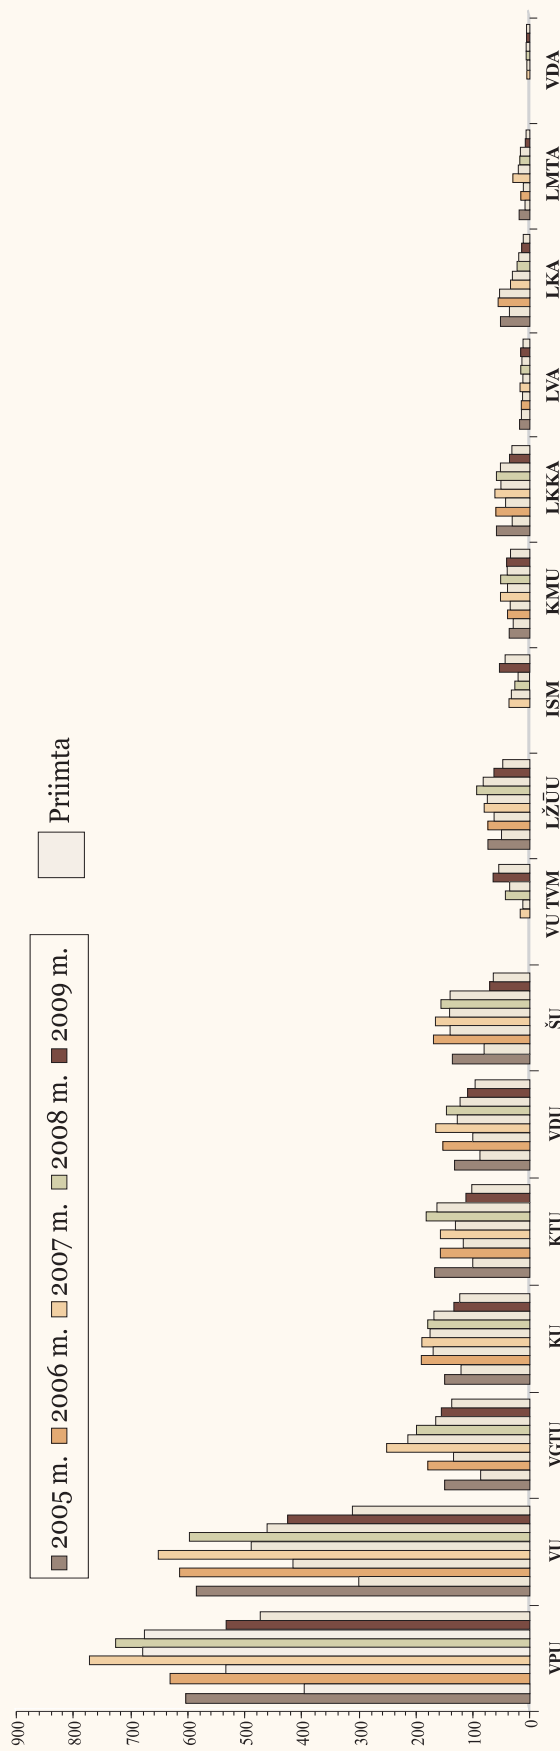 2005 m. 2006 m. 2007 m. 2008 m. 2009 m.
Priimta
900
800
700
600
500
400
300
200
100
0
VPU
VU
VGTU
KU
KTU
VDU
ŠU
VU TVM
LŽŪU
ISM
KMU
LKKA
LVA
LKA
LMTA
VDA